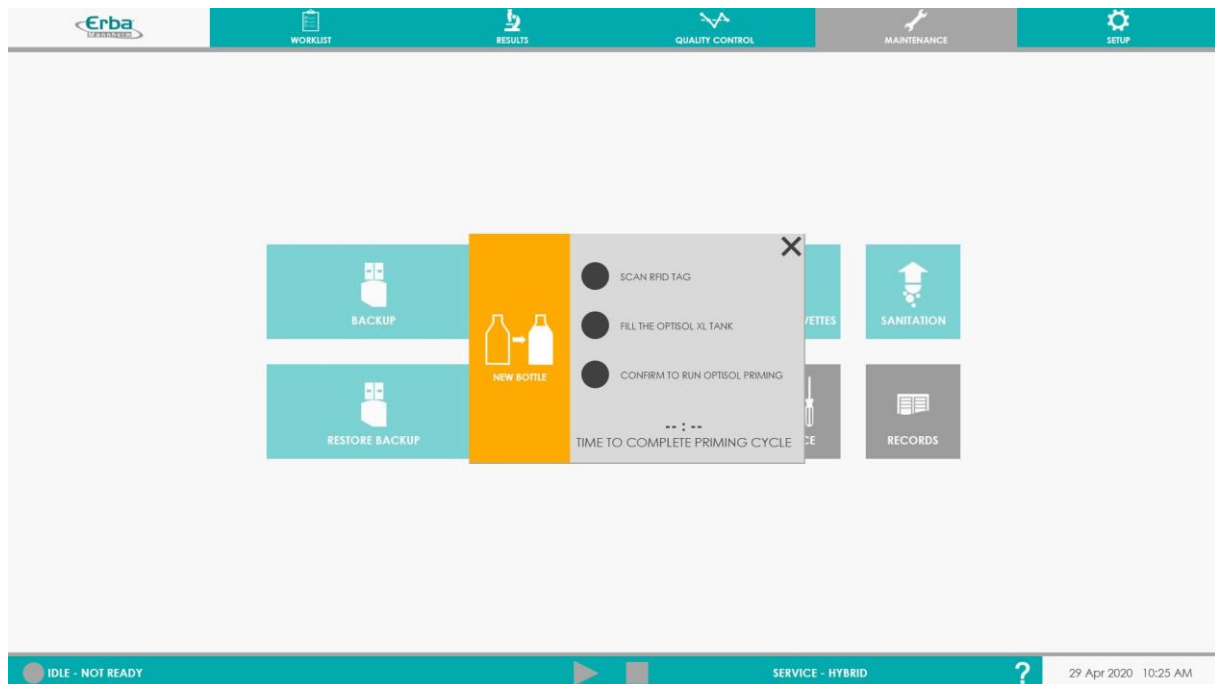 Erba
Mannheim
WORKLIST
RESULTS
QUALITY CONTROL
MAINTENANCE
SETUP
BACKUP
NEW BOTTLE
SCAN RFID TAG
FILL THE OPTISOL XL TANK
CONFIRM TO RUN OPTISOL PRIMING
-- : --
TIME TO COMPLETE PRIMING CYCLE
VETTES
SANITATION
RESTORE BACKUP
CE
RECORDS
IDLE - NOT READY
SERVICE - HYBRID
?
29 Apr 2020 10:25 AM